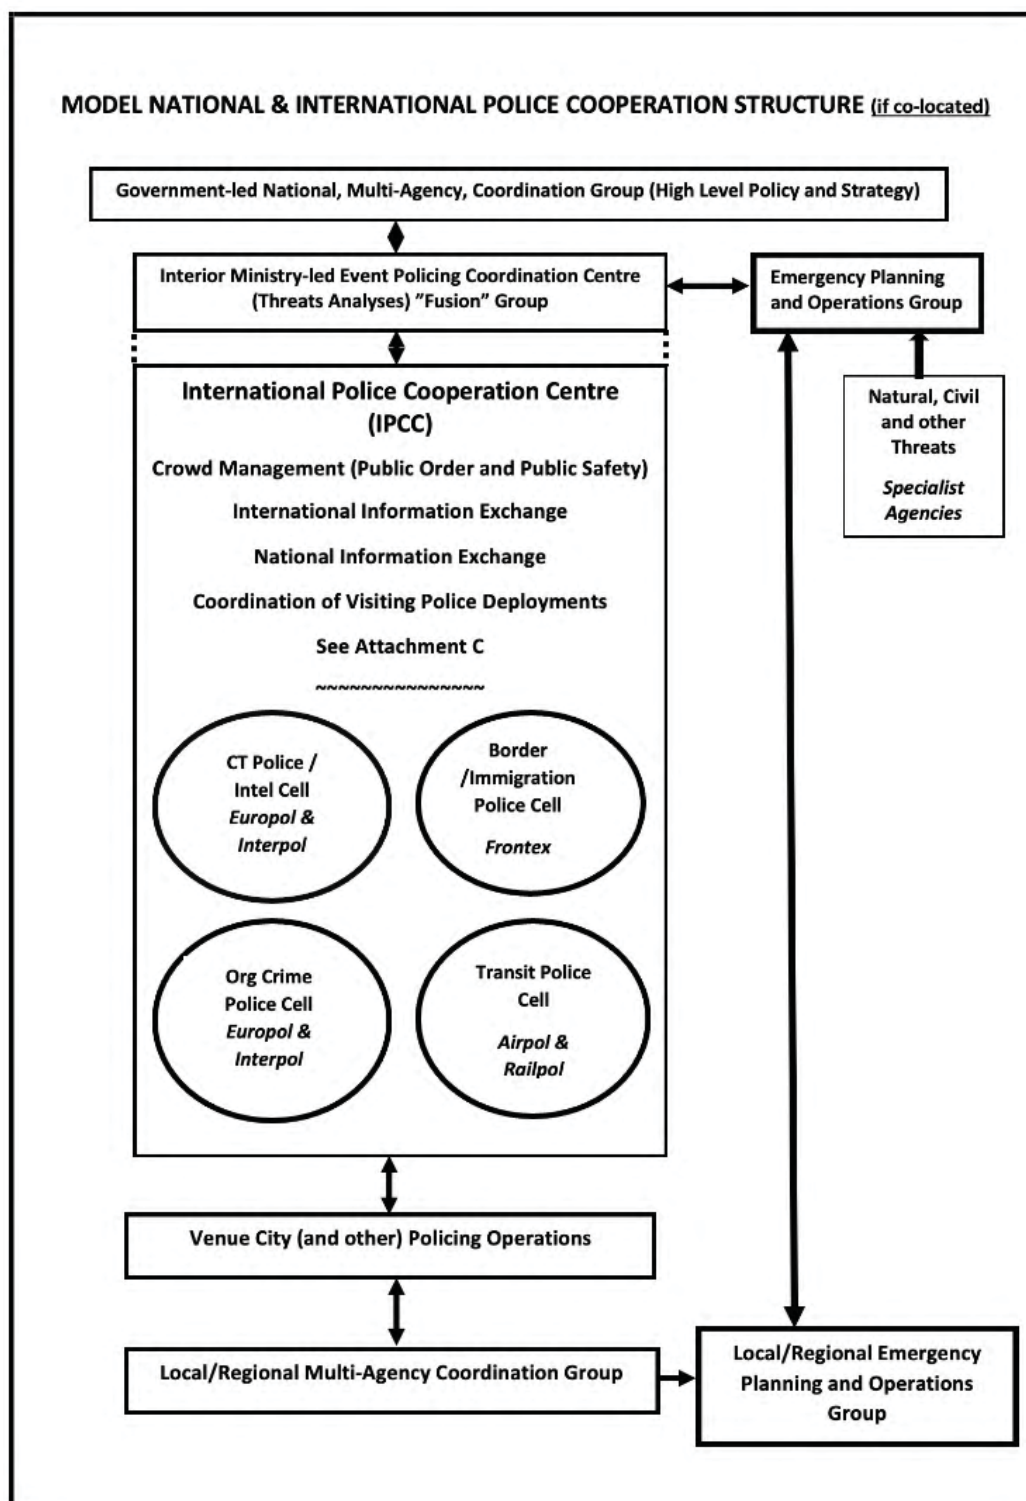 MODEL NATIONAL & INTERNATIONAL POLICE COOPERATION STRUCTURE (if co-located)
Government-led National, Multi-Agency, Coordination Group (High Level Policy and Strategy)
Interior Ministry-led Event Policing Coordination Centre
(Threats Analyses) ”Fusion” Group
Emergency Planning
and Operations Group
Natural, Civil
and other
Threats
Specialist
Agencies
International Police Cooperation Centre
(IPCC)
Crowd Management (Public Order and Public Safety)
International Information Exchange
National Information Exchange
Coordination of Visiting Police Deployments
See Attachment C
~~~~~~~~~~~~~~~
CT Police /
Intel Cell
Europol &
Interpol
Border
/Immigration
Police Cell
Frontex
Org Crime
Police Cell
Europol &
Interpol
Transit Police
Cell
Airpol &
Railpol
Venue City (and other) Policing Operations
Local/Regional Multi-Agency Coordination Group
Local/Regional Emergency
Planning and Operations
Group